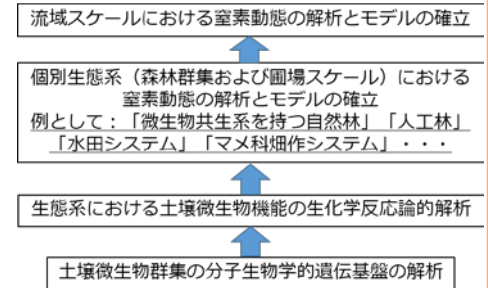 流域スケールにおける窒素動態の解析とモデルの確立
個別生態系（森林群集および圃場スケール）における
窒素動態の解析とモデルの確立
例として：「微生物共生系を持つ自然林」「人工林」
「水田システム」「マメ科畑作システム」・・・
生態系における土壌微生物機能の生化学反応論的解析
土壌微生物群集の分子生物学的遺伝基盤の解析